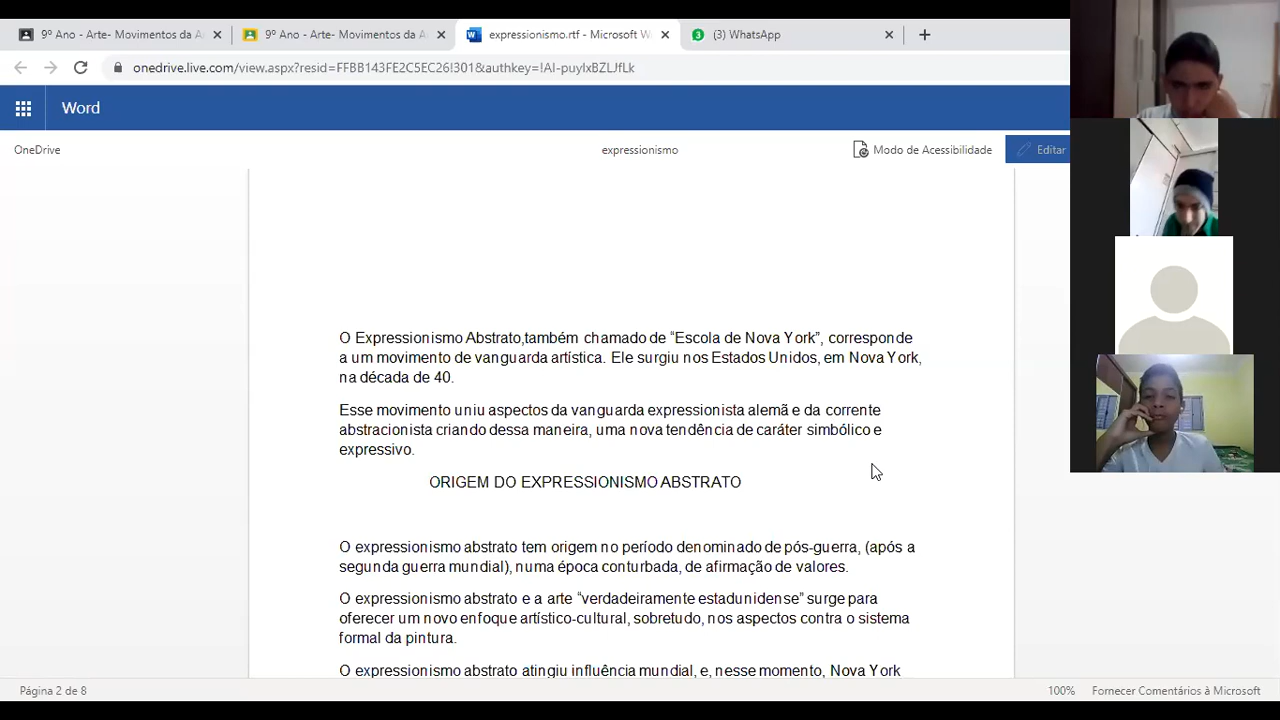 9º Ano - Arte- Movimentos da A
9º Ano - Arte- Movimentos da A
expressionismo.rtf - Microsoft W
(3) WhatsApp
onedrive.live.com/view.aspx?resid=FFBB143FE2C5EC26!301&authkey=!AI-puylxBZLJfLk
Word
OneDrive
expressionismo
Modo de Acessibilidade
Editar
O Expressionismo Abstrato,também chamado de “Escola de Nova York”, corresponde
a um movimento de vanguarda artística. Ele surgiu nos Estados Unidos, em Nova York,
na década de 40.
Esse movimento uniu aspectos da vanguarda expressionista alemã e da corrente
abstracionista criando dessa maneira, uma nova tendência de caráter simbólico e
expressivo.
ORIGEM DO EXPRESSIONISMO ABSTRATO
O expressionismo abstrato tem origem no período denominado de pós-guerra, (após a
segunda guerra mundial), numa época conturbada, de afirmação de valores.
O expressionismo abstrato e a arte “verdadeiramente estadunidense” surge para
oferecer um novo enfoque artístico-cultural, sobretudo, nos aspectos contra o sistema
formal da pintura.
O expressionismo abstrato atingiu influência mundial, e, nesse momento, Nova York
Página 2 de 8
100%
Fornecer Comentários à Microsoft